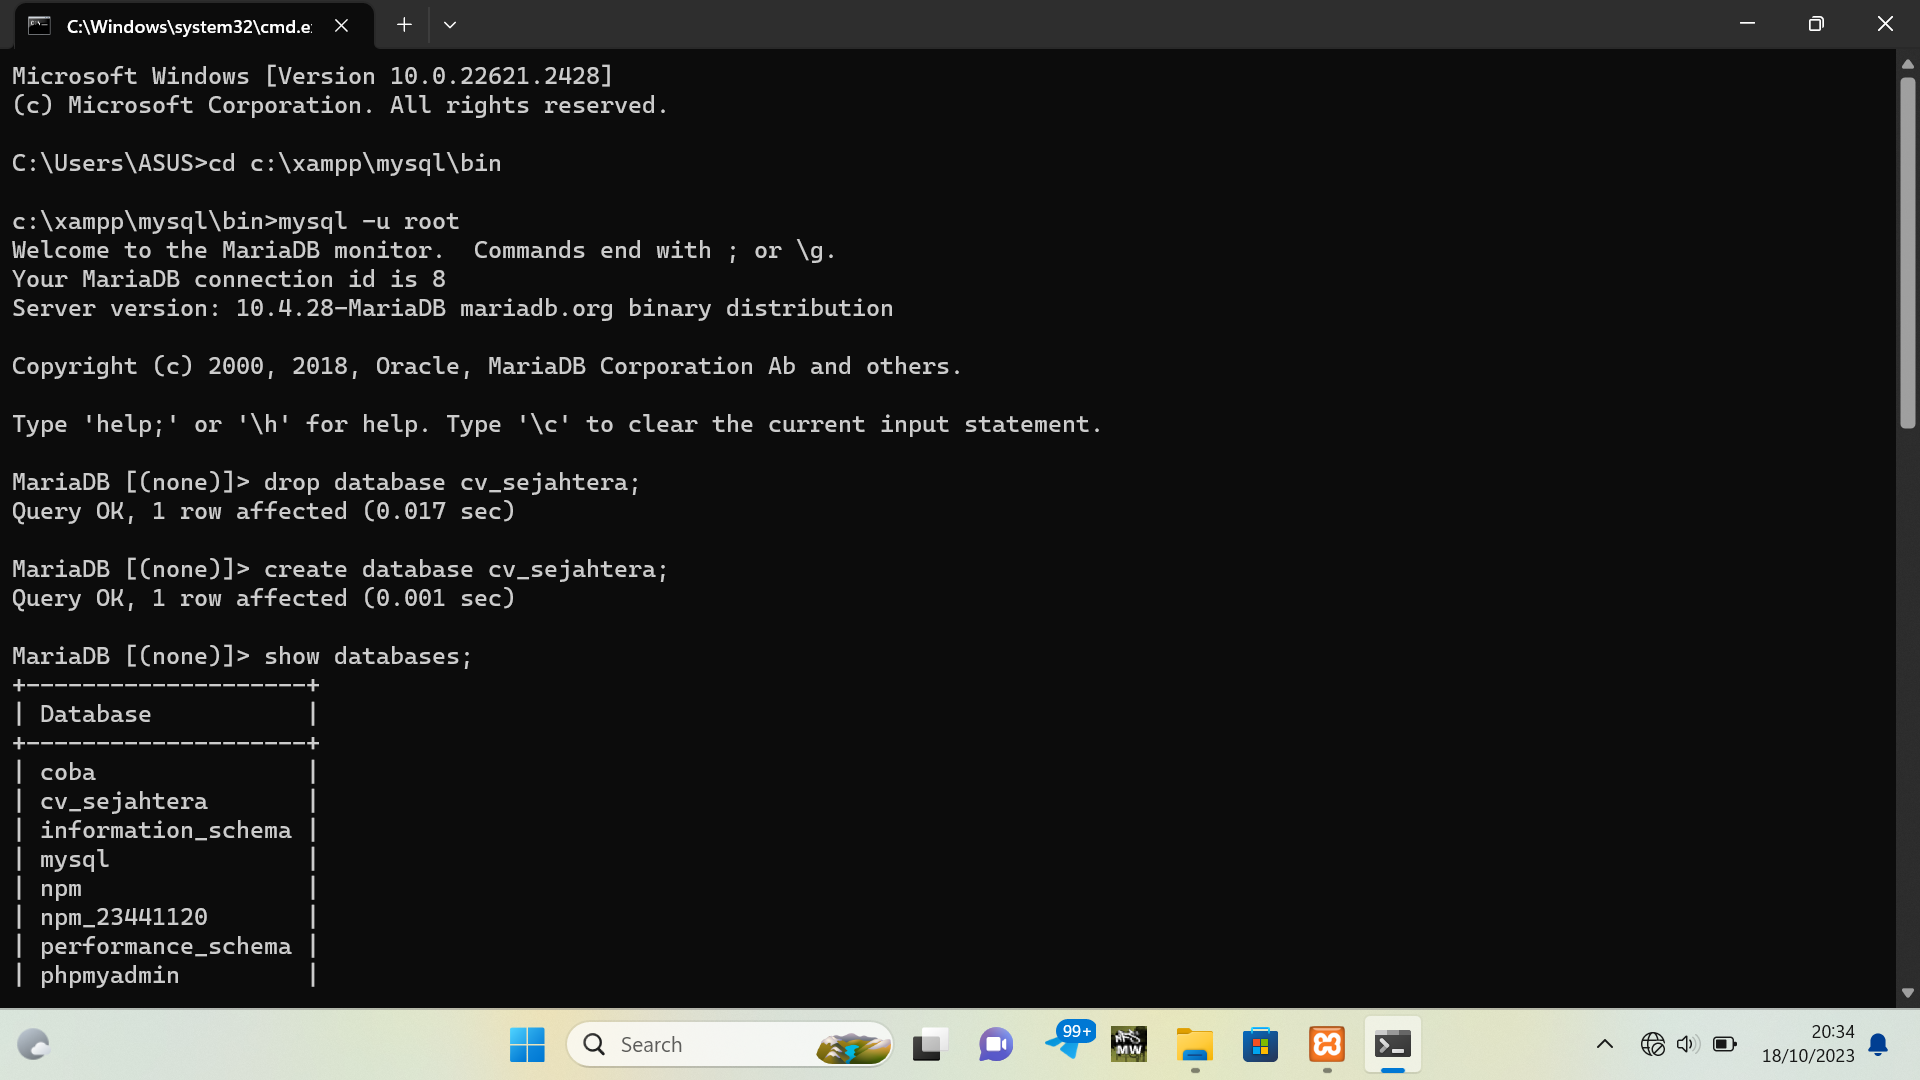 C:\Windows\system32\cmd.e
Microsoft Windows [Version 10.0.22621.2428]
(c) Microsoft Corporation. All rights reserved.
C:\Users\ASUS>cd c:\xampp\mysql\bin
c:\xampp\mysql\bin>mysql -u root
Welcome to the MariaDB monitor.  Commands end with ; or \g.
Your MariaDB connection id is 8
Server version: 10.4.28-MariaDB mariadb.org binary distribution
Copyright (c) 2000, 2018, Oracle, MariaDB Corporation Ab and others.
Type 'help;' or '\h' for help. Type '\c' to clear the current input statement.
MariaDB [(none)]> drop database cv_sejahtera;
Query OK, 1 row affected (0.017 sec)
MariaDB [(none)]> create database cv_sejahtera;
Query OK, 1 row affected (0.001 sec)
MariaDB [(none)]> show databases;
+--------------------+
| Database           |
+--------------------+
| coba               |
| cv_sejahtera       |
| information_schema |
| mysql              |
| npm                |
| npm_23441120       |
| performance_schema |
| phpmyadmin         |
Search
99+
NFS
MW
20:34
18/10/2023